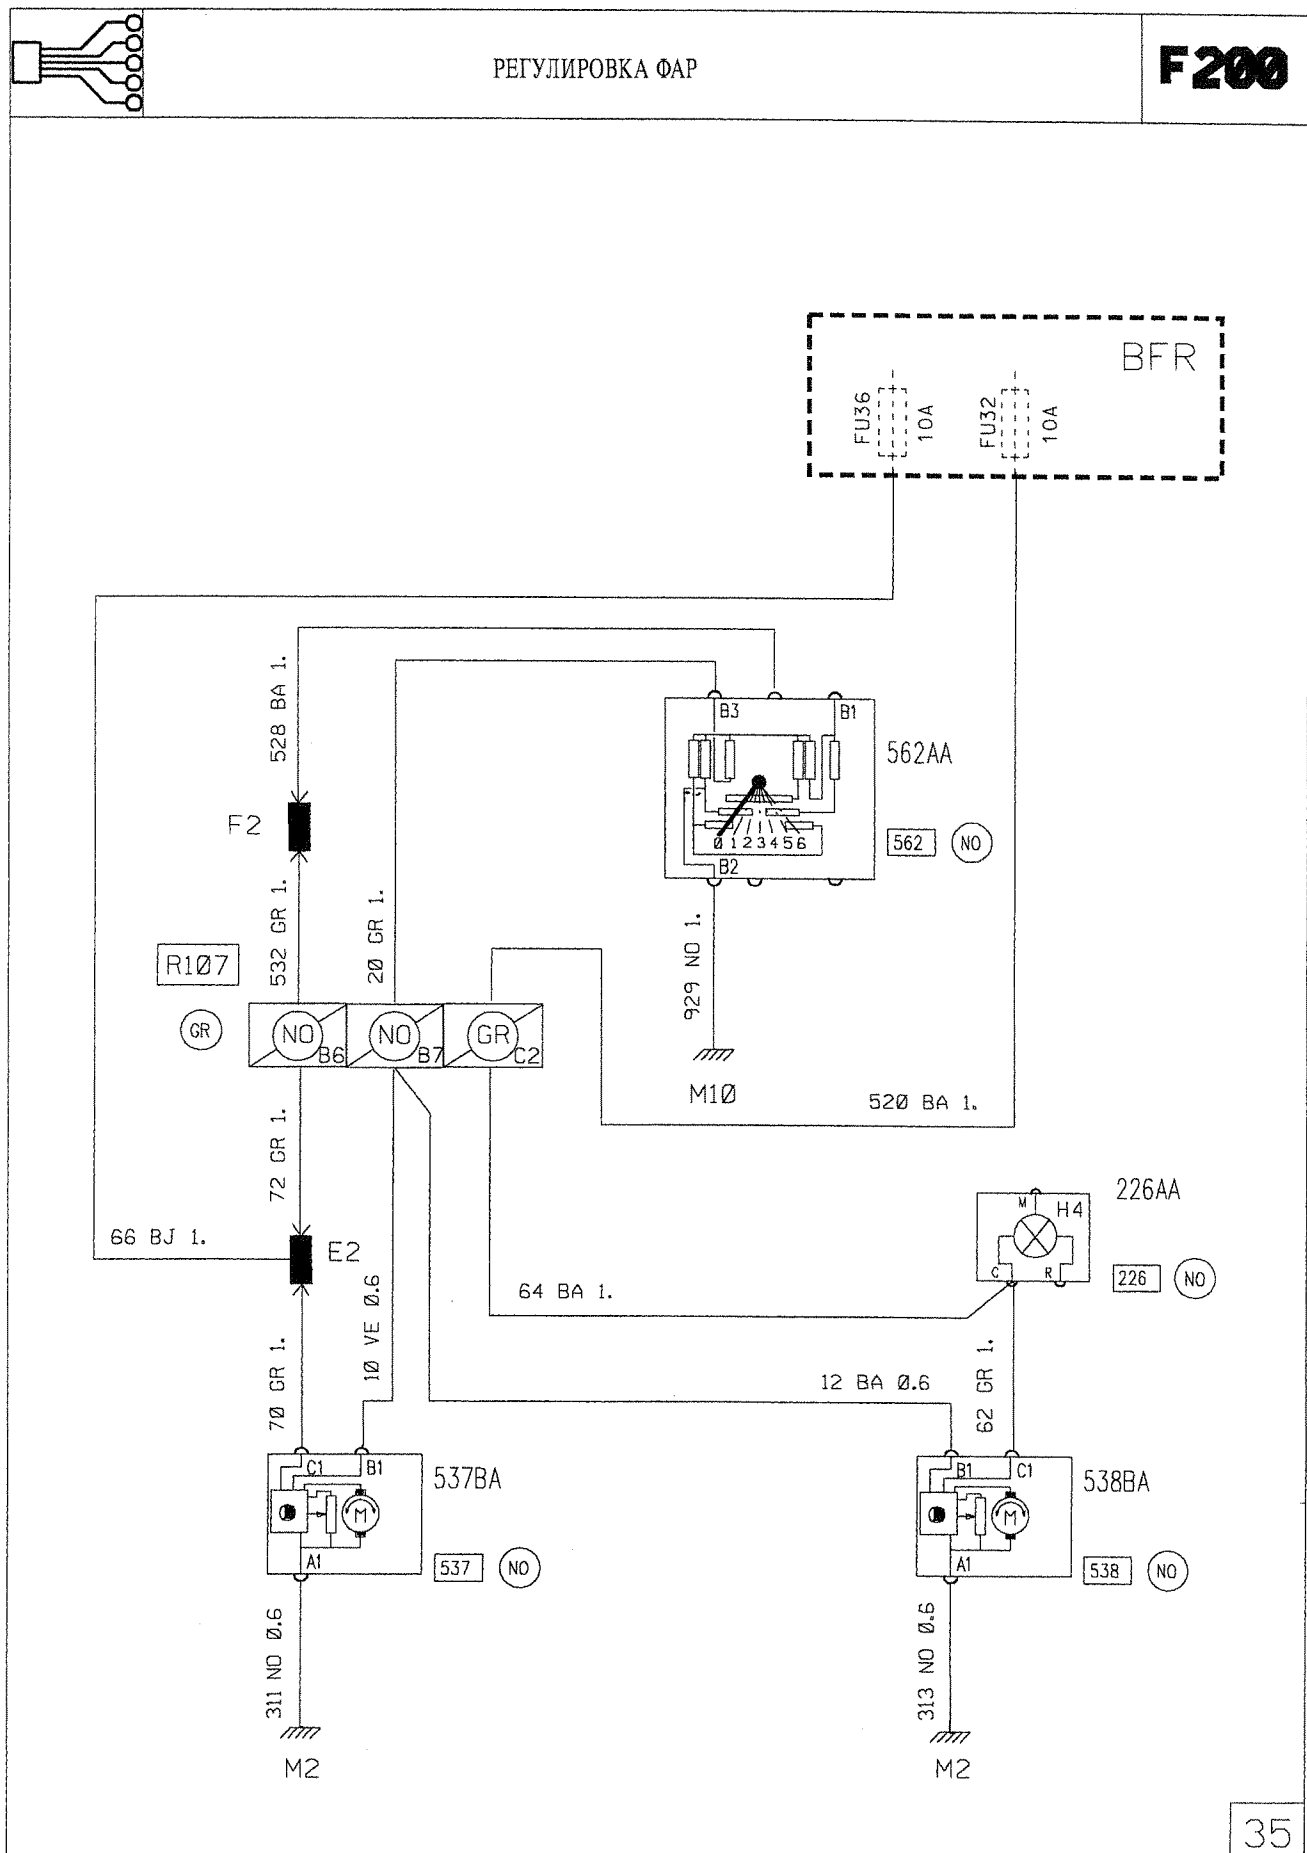 РЕГУЛИРОВКА ФАР
F200
BFR
FU36
10A
FU32
10A
528 BA 1.
B3
B1
562AA
F2
0 1 2 3 4 5 6
562
NO
B2
532 GR 1.
20 GR 1.
929 NO 1.
R107
GR
NO
B6
NO
B7
GR
C2
M10
520 BA 1.
72 GR 1.
226AA
M
H4
66 BJ 1.
E2
C
R
226
NO
64 BA 1.
10 VE 0.6
70 GR 1.
12 BA 0.6
62 GR 1.
C1
B1
537BA
B1
C1
538BA
M
M
A1
537
NO
A1
538
NO
311 NO 0.6
313 NO 0.6
M2
M2
35